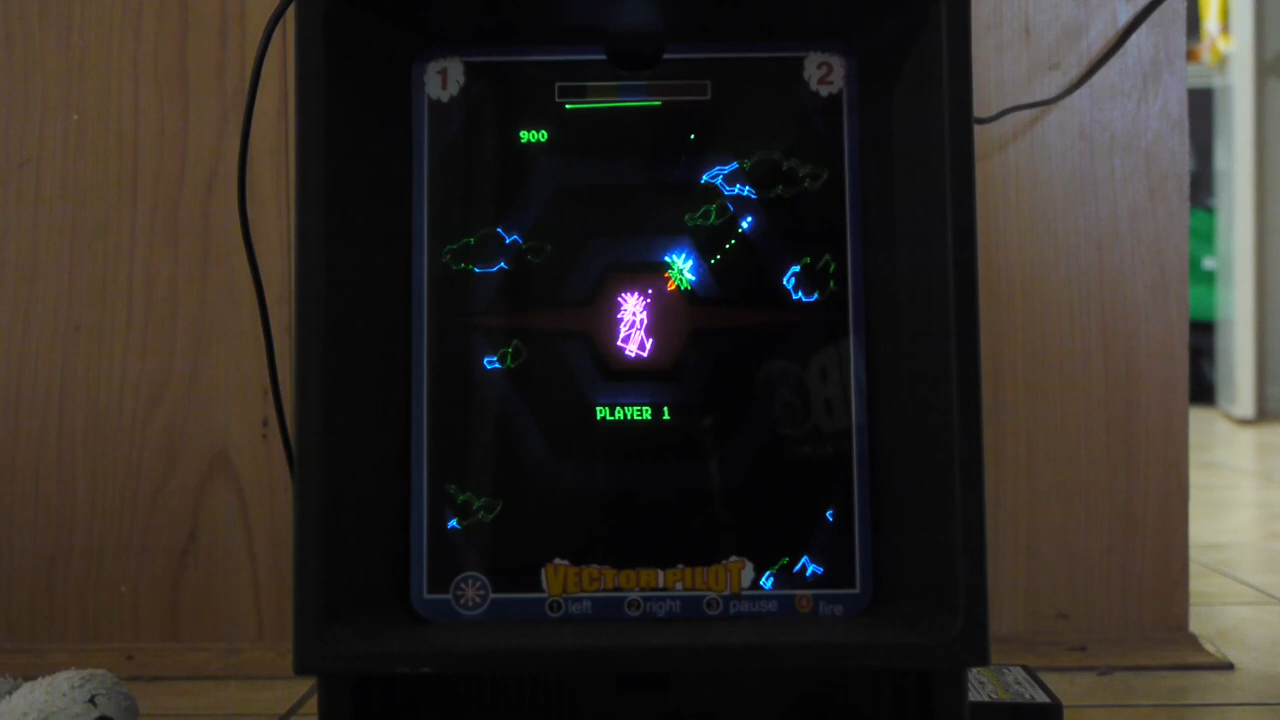 1 2
900
PLAYER 1
VECTOR PILOT
1 left 2 right 3 pause 4 fire